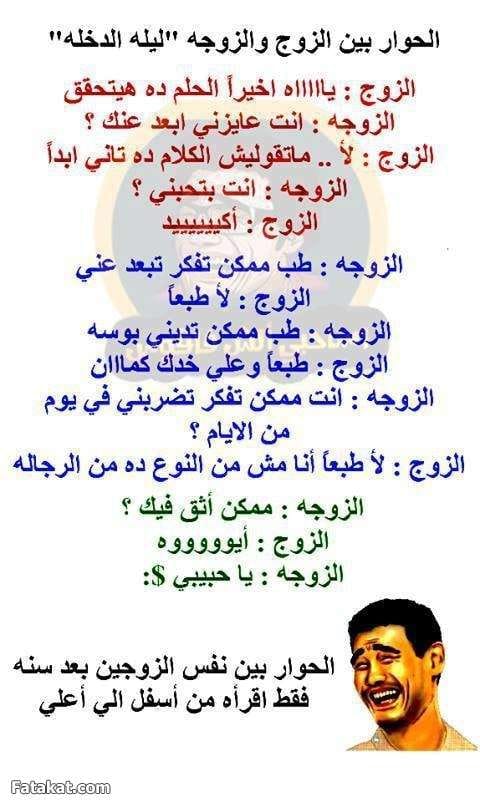 الحوار بين الزوج والزوجه "ليله الدخله"
الزوج : يااااه اخيراً الحلم ده هيتحقق
الزوجه : انت عايزني ابعد عنك ؟
الزوج : لأ .. ماتقوليش الكلام ده تاني ابداً
الزوجه : انت بتحبني ؟
الزوج : أكييييييد
الزوجه : طب ممكن تفكر تبعد عني
الزوج : لأ طبعاً
الزوجه : طب ممكن تديني بوسه
الزوج : طبعاً وعلي خدك كمااان
الزوجه : انت ممكن تفكر تضربني في يوم
من الايام ؟
الزوج : لأ طبعاً أنا مش من النوع ده من الرجاله
الزوجه : ممكن أثق فيك ؟
الزوج : أيوووووه
الزوجه : يا حبيبي $:
الحوار بين نفس الزوجين بعد سنه
فقط اقرأه من أسفل الي أعلي
Fatakat.com